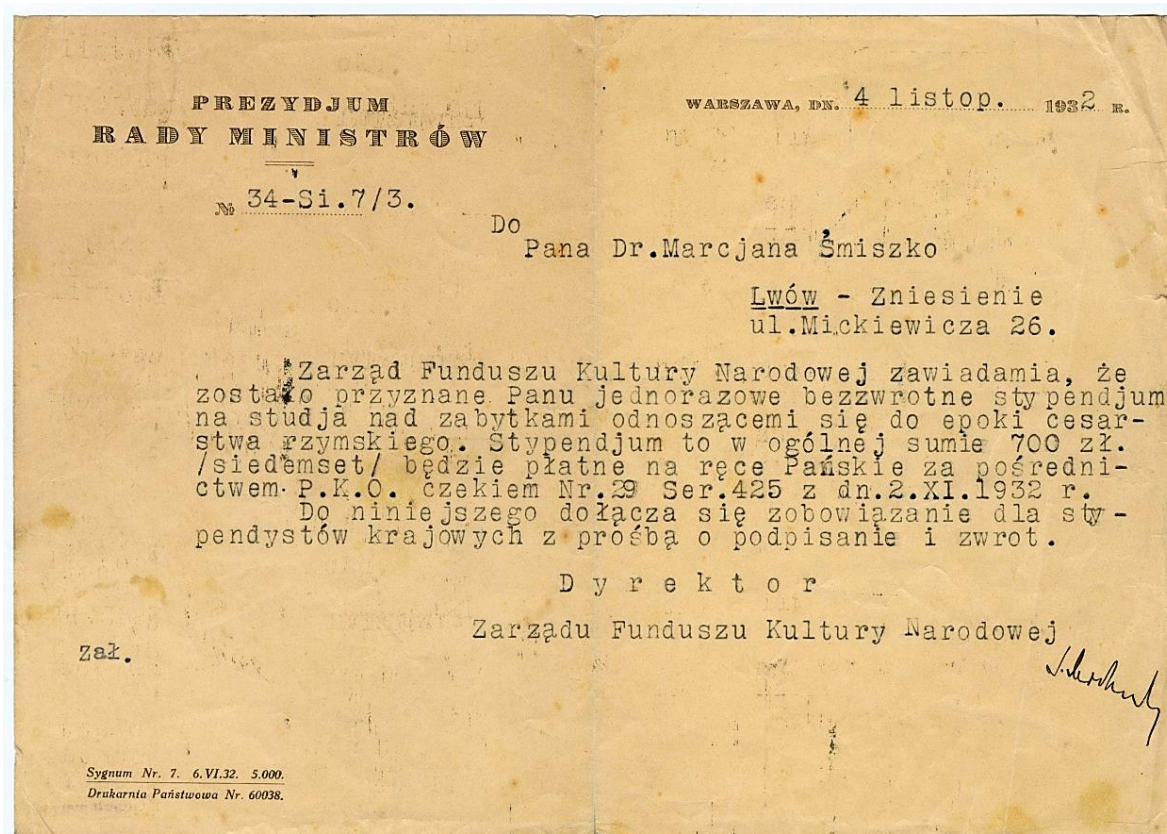 PREZYDJUM
RADY MINISTRÓW
№ 34-Si.7/3.
WARSZAWA, DN. 4 listop. 1932 R.
Do
Pana Dr.Marcjana Śmiszko
Lwów - Zniesienie
ul.Mickiewicza 26.
Zarząd Funduszu Kultury Narodowej zawiadamia, że
zostało przyznane Panu jednorazowe bezzwrotne stypendjum
na studja nad zabytkami odnoszącemi się do epoki cesar-
stwa rzymskiego. Stypendjum to w ogólnej sumie 700 zł.
/siedemset/ będzie płatne na ręce Pańskie za pośredni-
ctwem P.K.O. czekiem Nr.29 Ser.425 z dn.2.XI.1932 r.
Do niniejszego dołącza się zobowiązanie dla sty-
pendystów krajowych z prośbą o podpisanie i zwrot.
Dyrektor
Zarządu Funduszu Kultury Narodowej
Zał.
Sygnum Nr. 7. 6.VI.32. 5.000.
Drukarnia Państwowa Nr. 60038.